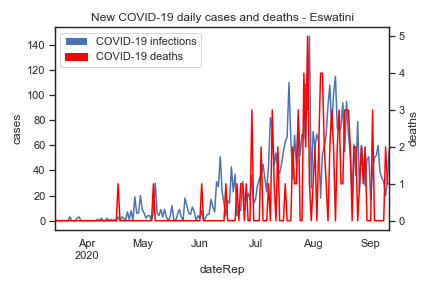 New COVID-19 daily cases and deaths - Eswatini
COVID-19 infections
COVID-19 deaths
cases
140
120
100
80
60
40
20
0
deaths
5
4
3
2
1
0
Apr
2020
May
Jun
Jul
Aug
Sep
dateRep